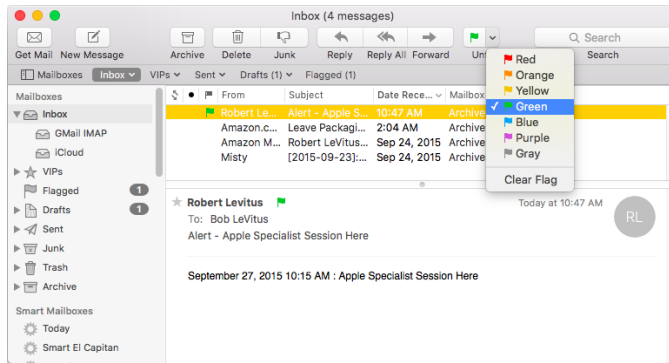 Inbox (4 messages)
Get Mail New Message Archive Delete Junk Reply Reply All Forward Search
Search
Mailboxes Inbox VIPs Sent Drafts (1) Flagged (1)
Red
Orange
Yellow
Green
Blue
Purple
Gray
Clear Flag
Mailboxes
Inbox
GMail IMAP
iCloud
VIPs
Flagged 1
Drafts 1
Sent
Junk
Trash
Archive
Smart Mailboxes
Today
Smart El Capitan
From Subject Date Rece... Mailbox
Robert Le... Alert - Apple S... 10:47 AM Archive
Amazon.c... Leave Packagi... 2:04 AM Archive
Amazon M... Robert LeVitus... Sep 24, 2015 Archive
Misty [2015-09-23]:... Sep 24, 2015 Archive
Robert Levitus Today at 10:47 AM
RL
To: Bob LeVitus
Alert - Apple Specialist Session Here
September 27, 2015 10:15 AM : Apple Specialist Session Here